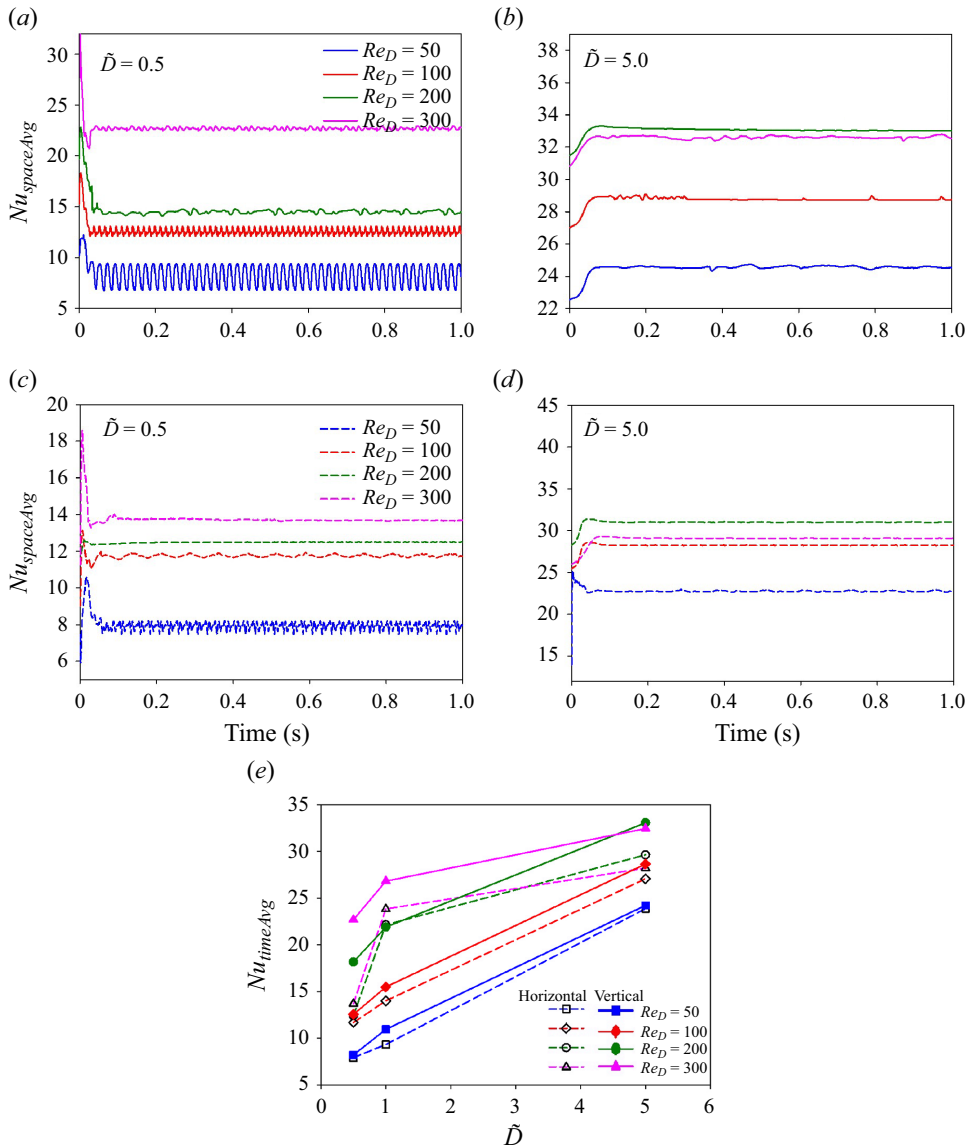 (a)
32
27
22
17
15
10
5
Nu_spaceAvg
D̃ = 0.5
Re_D = 50
Re_D = 100
Re_D = 200
Re_D = 300
0 0.2 0.4 0.6 0.8 1.0
(b)
38
36
34
32
30
28
26
24
22
D̃ = 5.0
0 0.2 0.4 0.6 0.8 1.0
(c)
20
18
16
14
12
10
8
6
Nu_spaceAvg
D̃ = 0.5
Re_D = 50
Re_D = 100
Re_D = 200
Re_D = 300
0 0.2 0.4 0.6 0.8 1.0
Time (s)
(d)
45
40
35
30
25
20
15
D̃ = 5.0
0 0.2 0.4 0.6 0.8 1.0
Time (s)
(e)
35
30
25
20
15
10
5
Nu_timeAvg
Horizontal Vertical
Re_D = 50
Re_D = 100
Re_D = 200
Re_D = 300
0 1 2 3 4 5 6
D̃